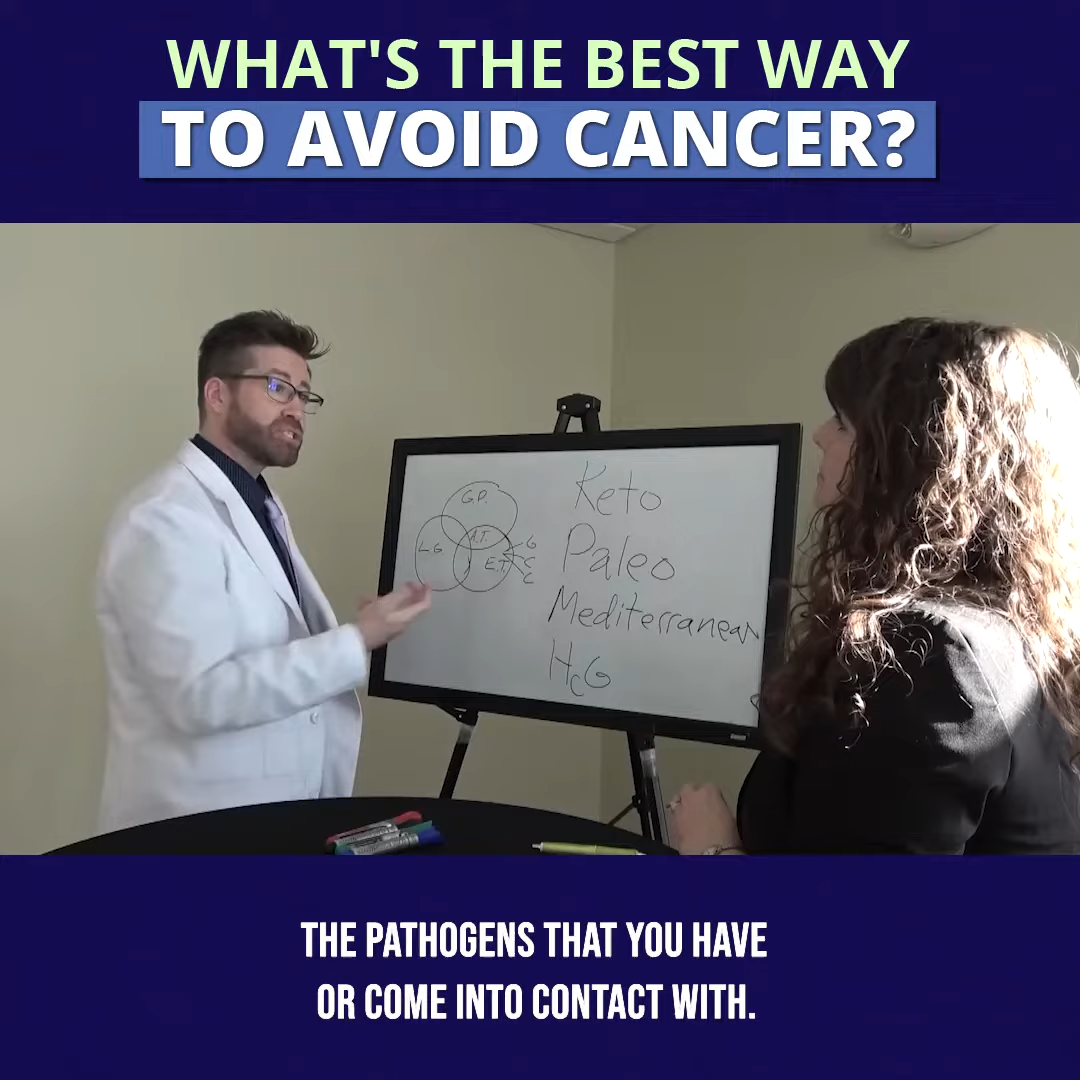 WHAT'S THE BEST WAY
TO AVOID CANCER?
G.P.
L.G
A.T.
E.T.
G
C
C
Keto
Paleo
Mediterranean
HcG
THE PATHOGENS THAT YOU HAVE
OR COME INTO CONTACT WITH.